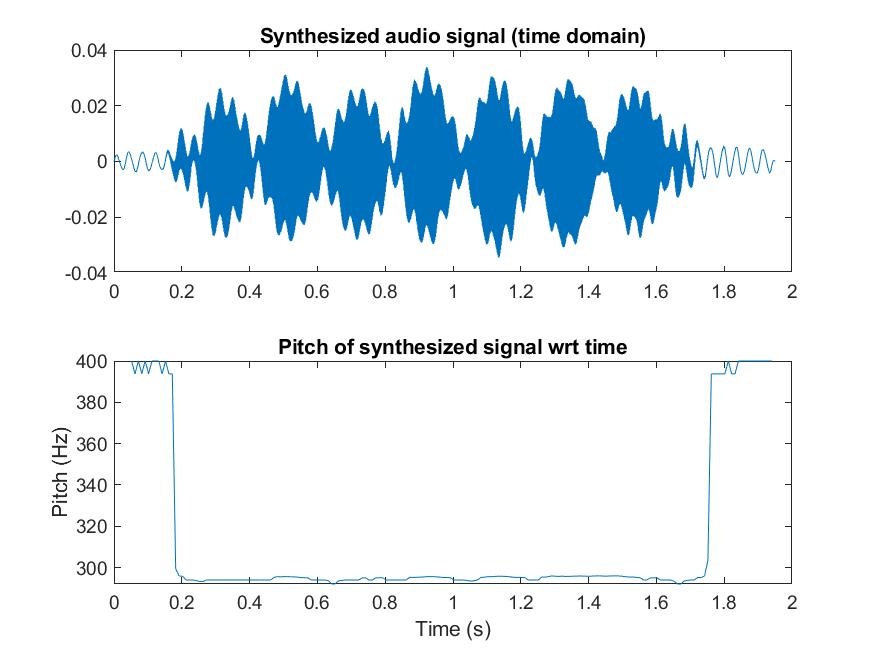 Synthesized audio signal (time domain)
0.04
0.02
0
-0.02
-0.04
0 0.2 0.4 0.6 0.8 1 1.2 1.4 1.6 1.8 2
Pitch of synthesized signal wrt time
Pitch (Hz)
400
380
360
340
320
300
0 0.2 0.4 0.6 0.8 1 1.2 1.4 1.6 1.8 2
Time (s)